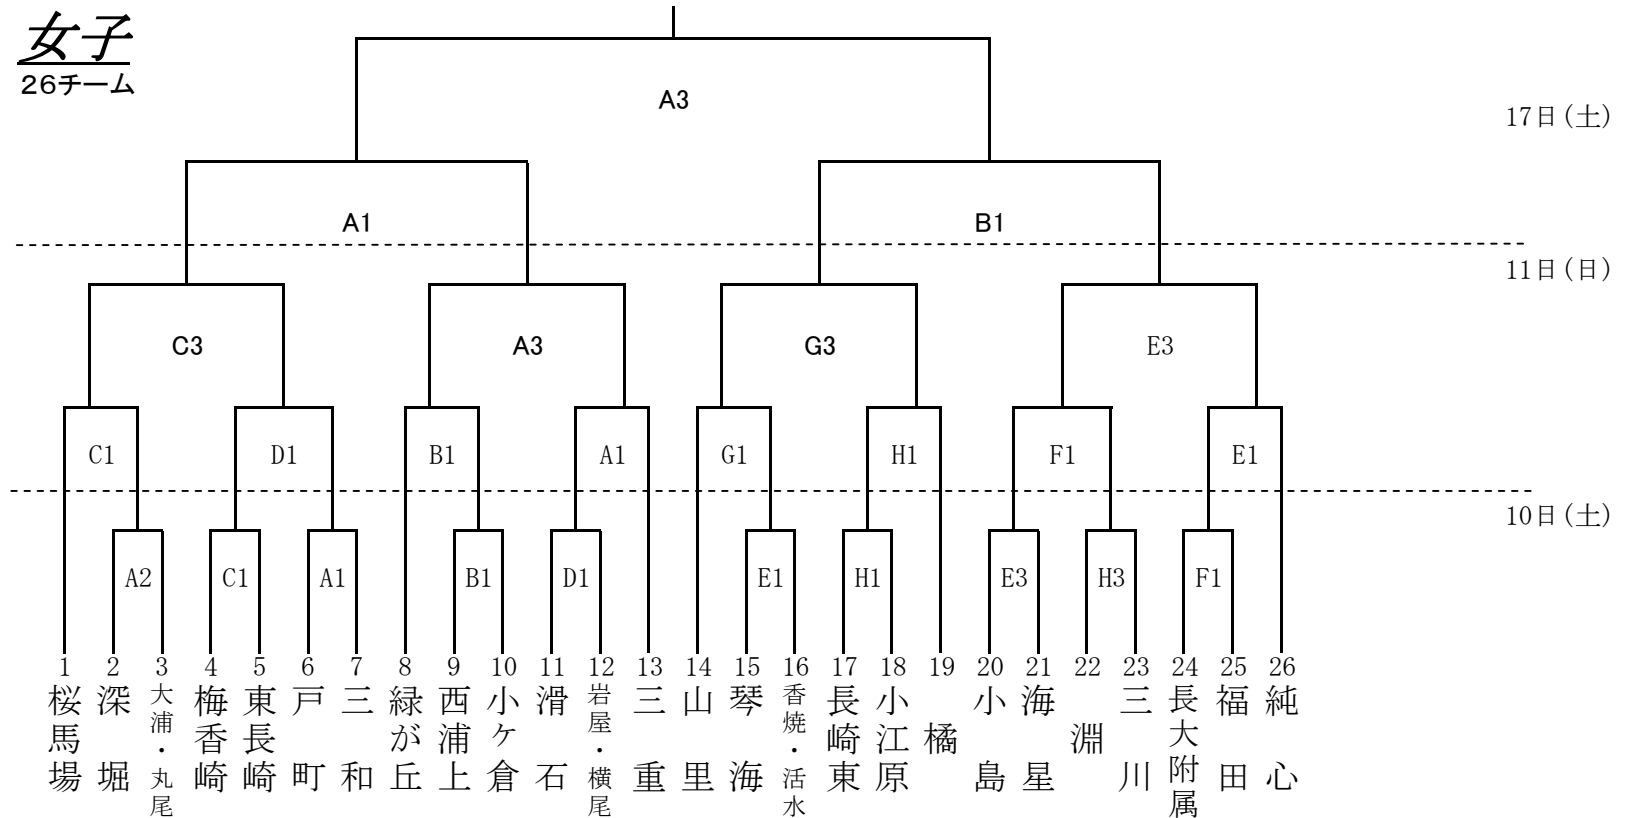 女子
26チーム
A3
17日(土)
A1
B1
11日(日)
C3
A3
G3
E3
C1
D1
B1
A1
G1
H1
F1
E1
10日(土)
A2
C1
A1
B1
D1
E1
H1
E3
H3
F1
1 桜馬場
2 深堀
3 大浦・丸尾
4 梅香崎
5 東長崎
6 戸町
7 三和
8 緑が丘
9 西浦上
10 小ケ倉
11 滑石
12 岩屋・横尾
13 三重
14 山里
15 琴海
16 香焼・活水
17 長崎東
18 小江原
19 橘
20 小島
21 海星
22 淵
23 三川
24 長大附属
25 福田
26 純心